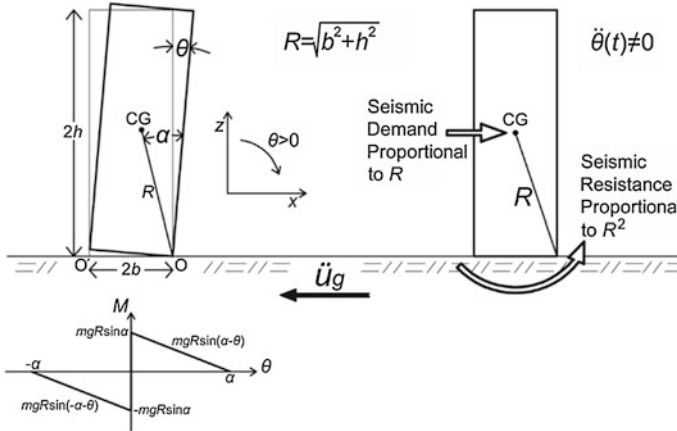 θ
R=√b²+h²
θ̈(t)≠0
2h
CG
α
R
z
θ>0
x
Seismic
Demand
Proportional
to R
CG
R
Seismic
Resistance
Proportional
to R²
O'
2b
O
üg
M
mgRsinα
mgRsin(α-θ)
-α
θ
α
mgRsin(-α-θ)
-mgRsinα